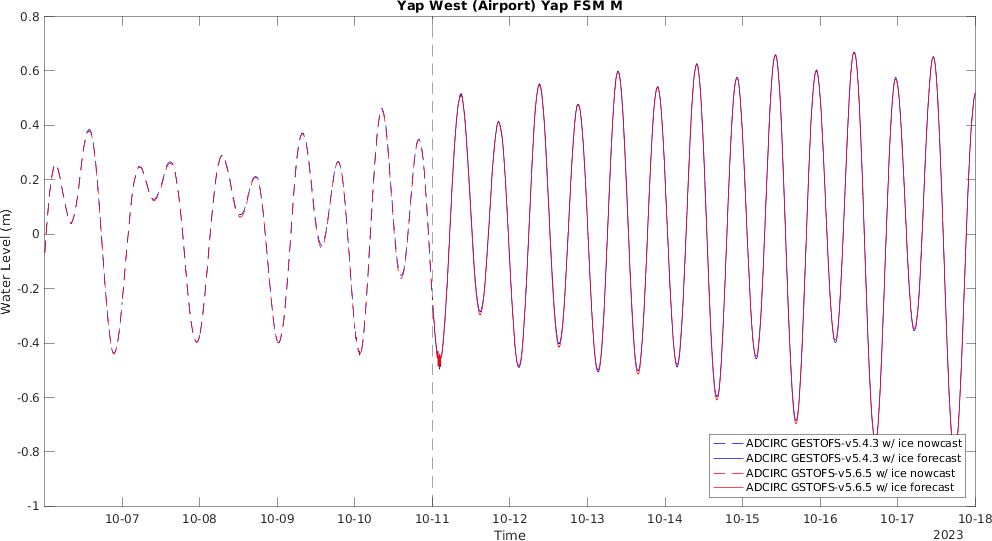 Yap West (Airport) Yap FSM M
0.8
0.6
0.4
0.2
0
-0.2
-0.4
-0.6
-0.8
-1
Water Level (m)
ADCIRC GESTOFS-v5.4.3 w/ ice nowcast
ADCIRC GESTOFS-v5.4.3 w/ ice forecast
ADCIRC GSTOFS-v5.6.5 w/ ice nowcast
ADCIRC GSTOFS-v5.6.5 w/ ice forecast
10-07 10-08 10-09 10-10 10-11 10-12 10-13 10-14 10-15 10-16 10-17 10-18
Time
2023